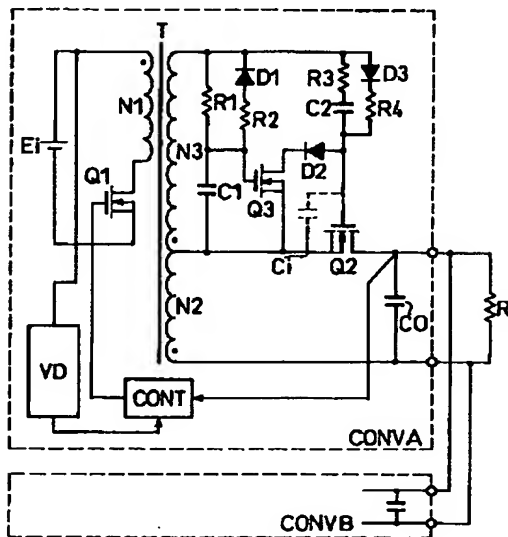 T
D1
R3
D3
R1
C2
R4
N1
R2
Ei
N3
D2
Q1
C1
Q3
Ci
Q2
N2
CO
R
VD
CONT
CONVA
CONVB